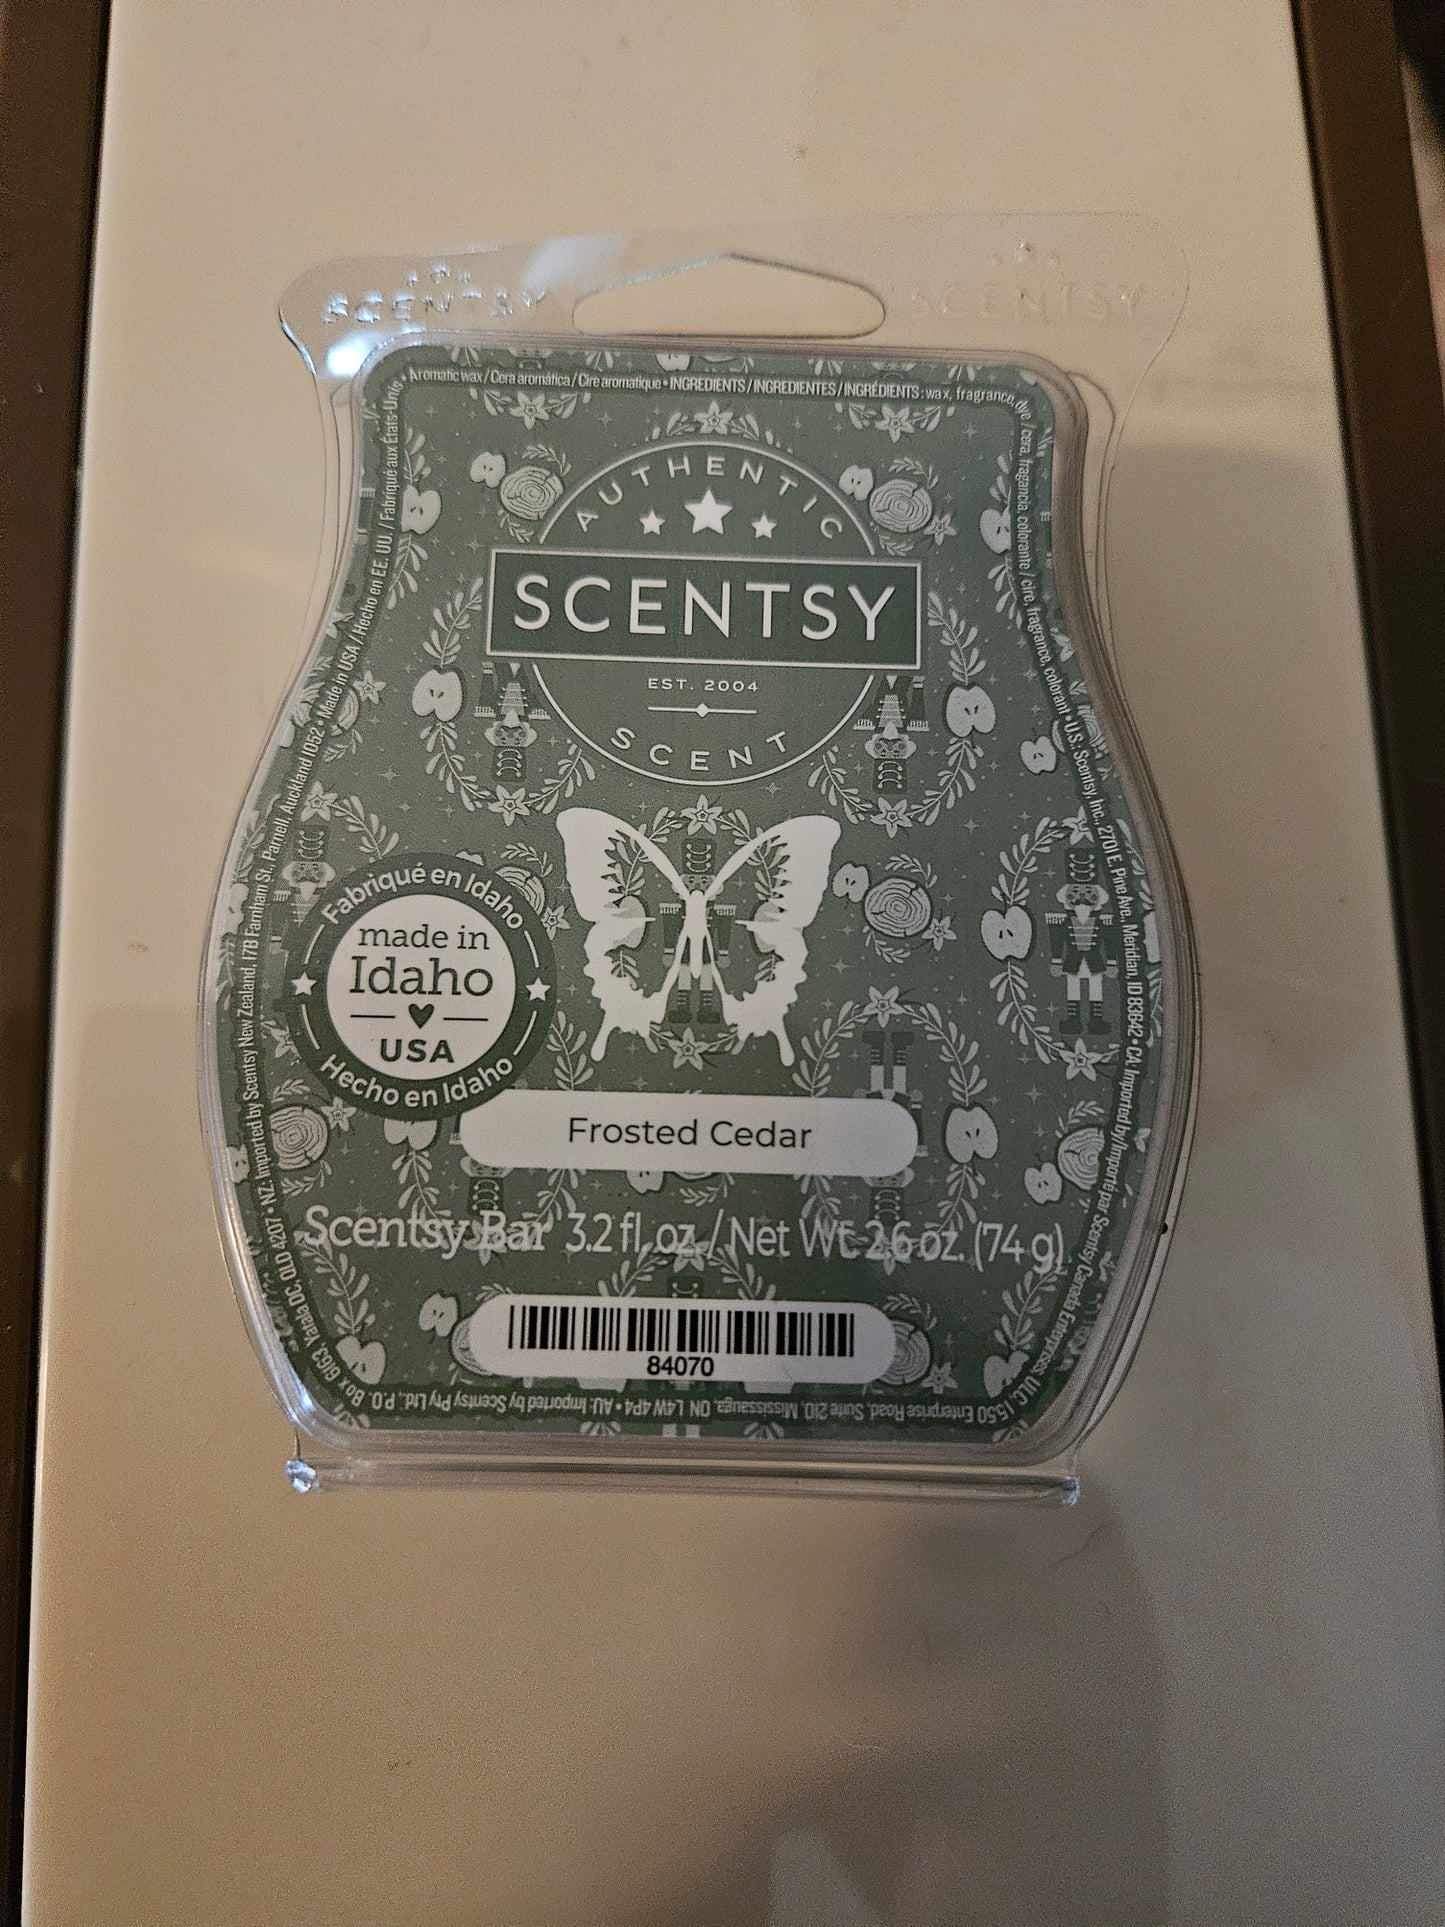 SCENTSY
SCENTSY
Aromatic wax / Cera aromática / Cire aromatique • INGREDIENTS / INGREDIENTES / INGRÉDIENTS: wax, fragrance, dye / cera, fragancia, colorante / cire, fragrance, colorant • U.S.: Scentsy, Inc., 2701 E. Pine Ave., Meridian, ID 83642 • CA: Imported by/Importé par Scentsy Canada Enterprises ULC, 1550 Enterprise Road, Suite 210, Mississauga, ON L4W 4P4 • AU: Imported by Scentsy Pty Ltd., P.O. Box 6163, Yatala DC, QLD 4207 • NZ: Imported by Scentsy New Zealand, 17B Farnham St, Parnell, Auckland 1052 • Made in USA / Hecho en EE. UU. / Fabriqué aux États-Unis •
AUTHENTIC
SCENTSY
EST. 2004
SCENT
Fabriqué en Idaho
made in
Idaho
USA
Hecho en Idaho
Frosted Cedar
Scentsy Bar 3.2 fl. oz. / Net Wt. 2.6 oz. (74 g)
84070